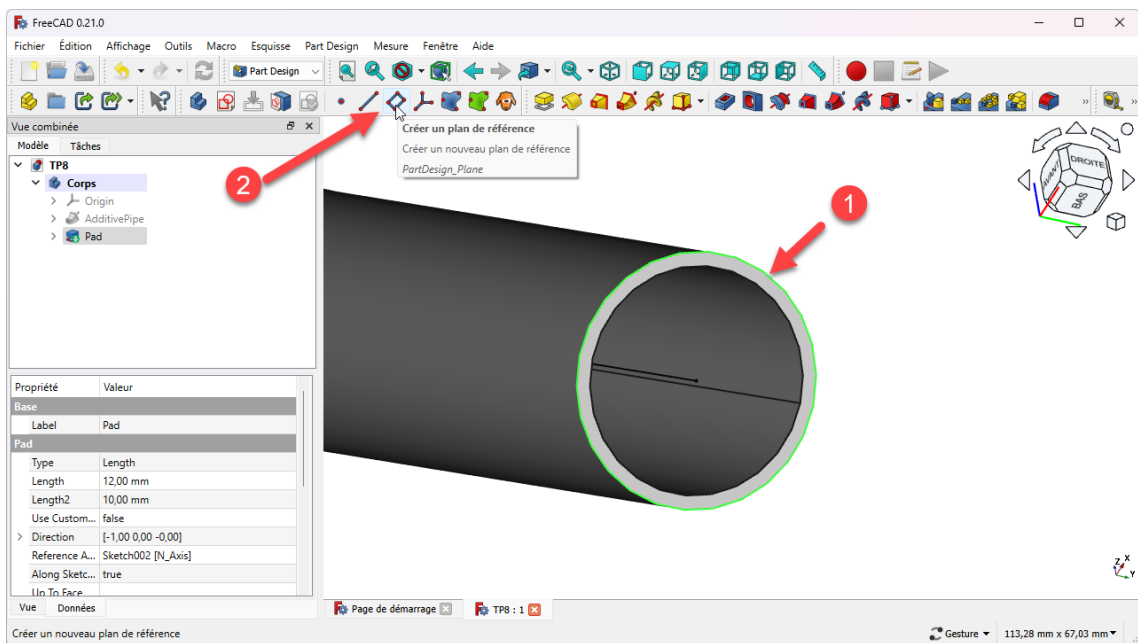 FreeCAD 0.21.0
Fichier Édition Affichage Outils Macro Esquisse Part Design Mesure Fenêtre Aide
Part Design
Vue combinée
Modèle Tâches
TP8
Corps
Origin
AdditivePipe
Pad
Créer un plan de référence
Créer un nouveau plan de référence
PartDesign_Plane
2
1
AVANT
DROITE
BAS
Propriété Valeur
Base
Label Pad
Pad
Type Length
Length 12,00 mm
Length2 10,00 mm
Use Custom... false
Direction [-1,00 0,00 -0,00]
Reference A... Sketch002 [N_Axis]
Along Sketc... true
Up To Face
Vue Données
Z X
Y
Page de démarrage TP8 : 1
Créer un nouveau plan de référence
Gesture 113,28 mm x 67,03 mm